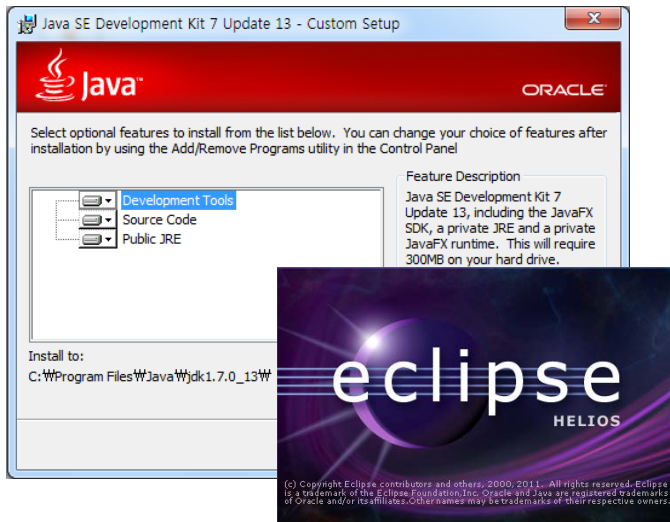 Java SE Development Kit 7 Update 13 - Custom Setup
Java™
ORACLE
Select optional features to install from the list below. You can change your choice of features after
installation by using the Add/Remove Programs utility in the Control Panel
Development Tools
Source Code
Public JRE
Feature Description
Java SE Development Kit 7
Update 13, including the JavaFX
SDK, a private JRE and a private
JavaFX runtime. This will require
300MB on your hard drive.
Install to:
C:₩Program Files₩Java₩jdk1.7.0_13₩
eclipse
HELIOS
(c) Copyright Eclipse contributors and others, 2000, 2011. All rights reserved. Eclipse
is a trademark of the Eclipse Foundation,Inc. Oracle and Java are registered trademarks
of Oracle and/or itsaffiliates.Other names may be trademarks of their respective owners.